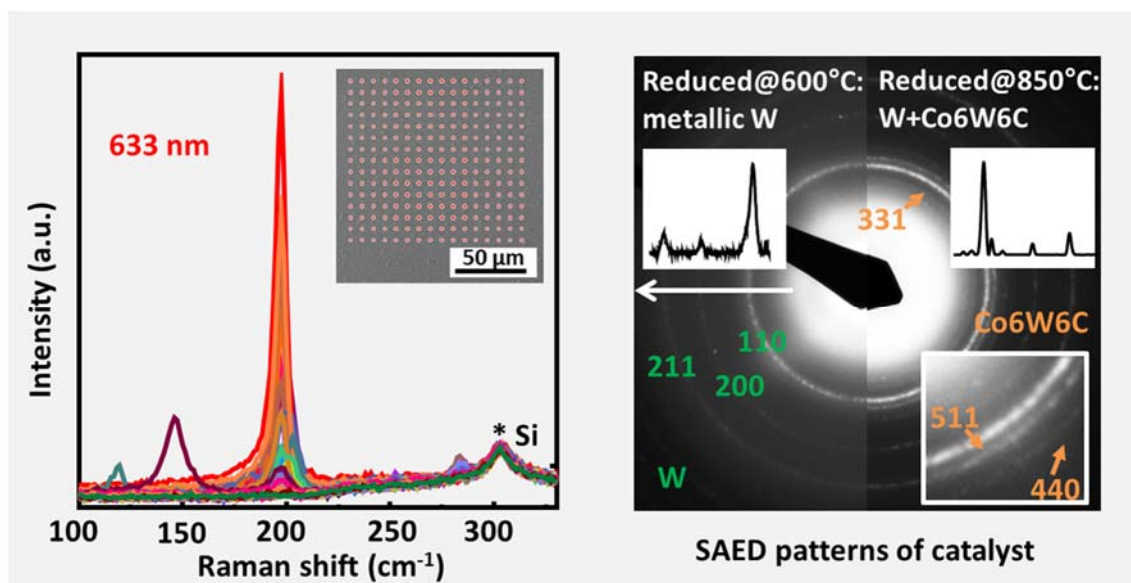 Intensity (a.u.)
633 nm
50 µm
* Si
100 150 200 250 300
Raman shift (cm⁻¹)
Reduced@600°C:
metallic W
Reduced@850°C:
W+Co6W6C
331
Co6W6C
110
211
200
W
511
440
SAED patterns of catalyst